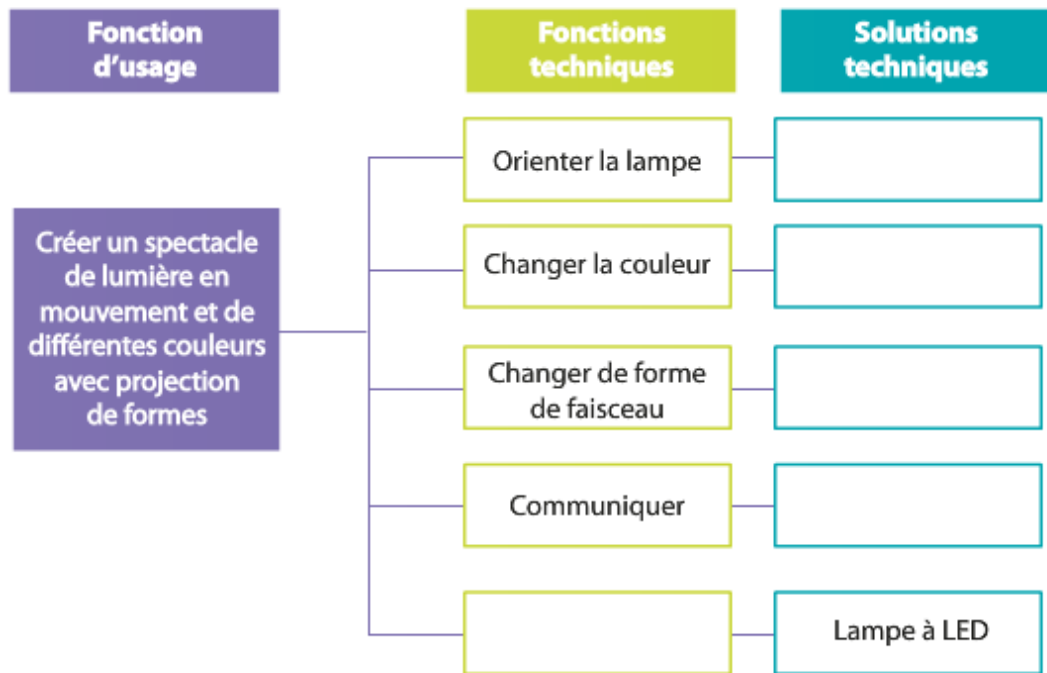 Fonction
d'usage
Fonctions
techniques
Solutions
techniques
Créer un spectacle
de lumière en
mouvement et de
différentes couleurs
avec projection
de formes
Orienter la lampe
Changer la couleur
Changer de forme
de faisceau
Communiquer
Lampe à LED